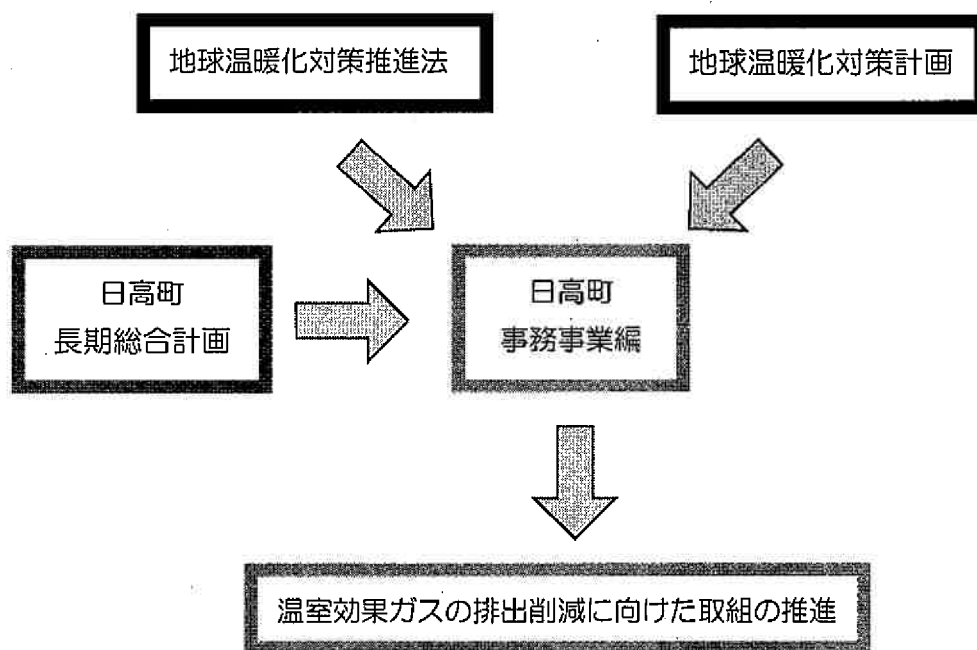 地球温暖化対策推進法
地球温暖化対策計画
日高町
長期総合計画
日高町
事務事業編
温室効果ガスの排出削減に向けた取組の推進